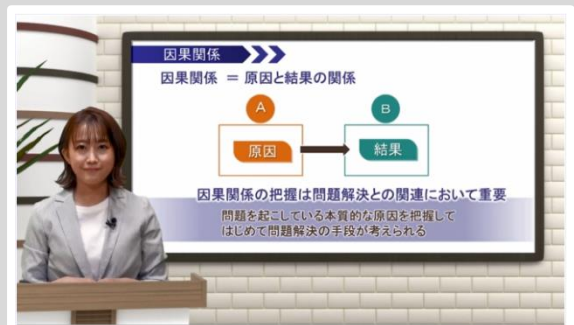 因果関係
因果関係 = 原因と結果の関係
A
B
原因
結果
因果関係の把握は問題解決との関連において重要
問題を起こしている本質的な原因を把握して
はじめて問題解決の手段が考えられる